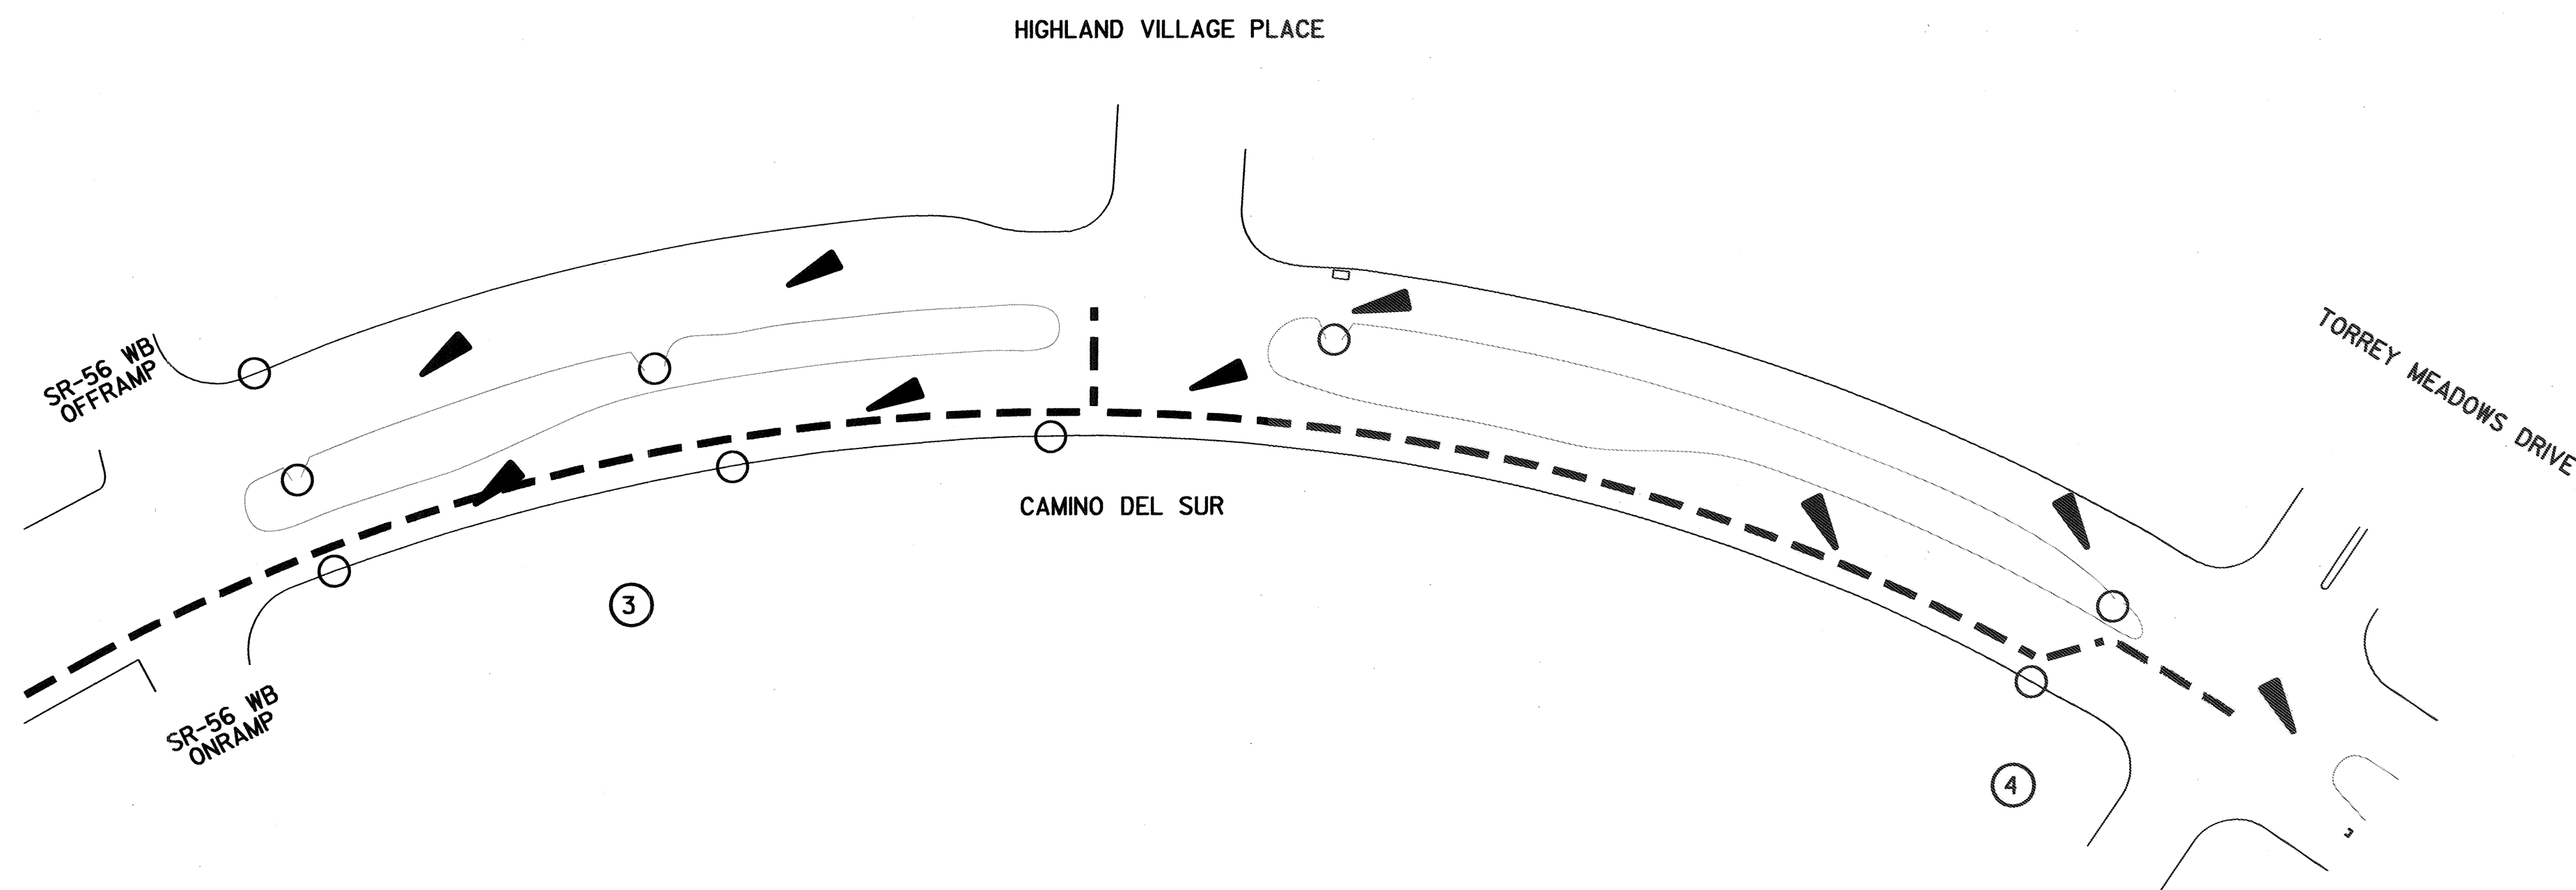 HIGHLAND VILLAGE PLACE
SR-56 WB
OFFRAMP
TORREY MEADOWS DRIVE
CAMINO DEL SUR
3
SR-56 WB
ONRAMP
4